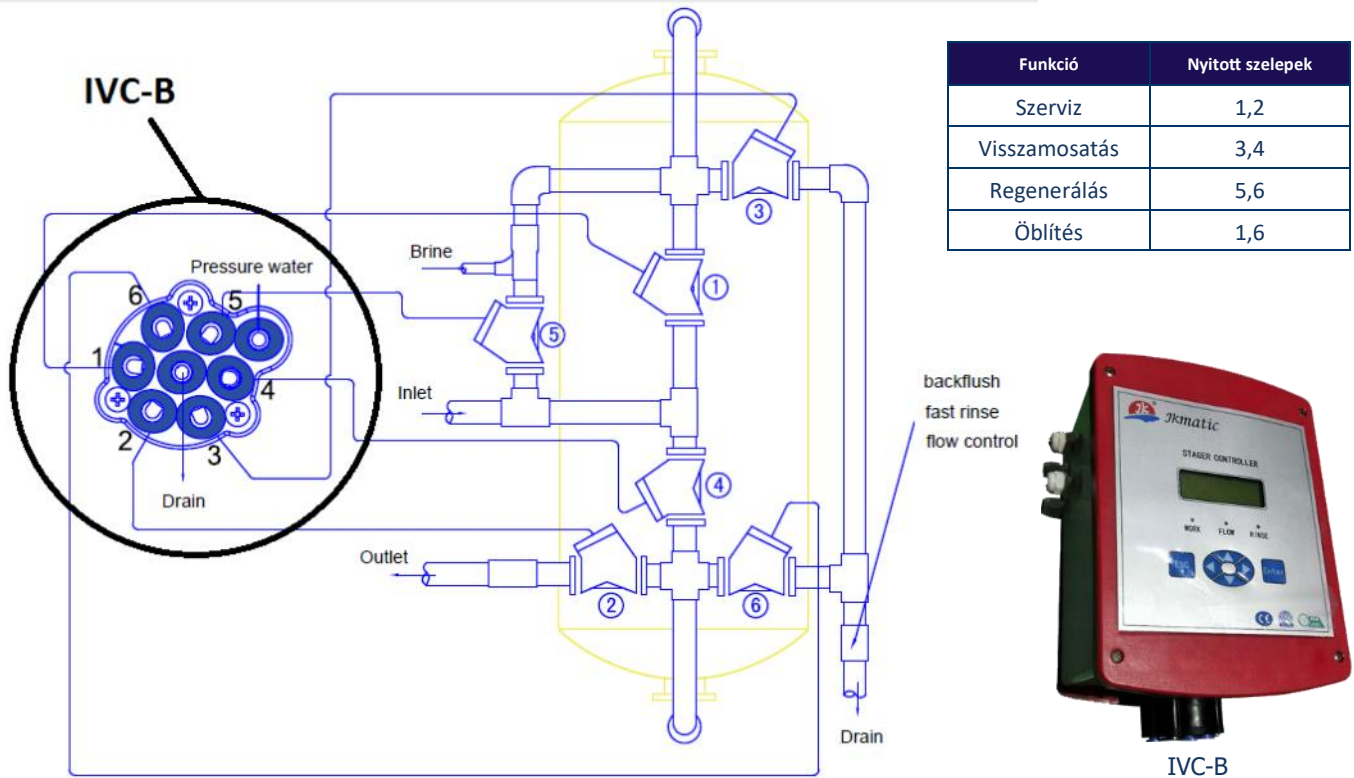 IVC-B
Pressure water
6
5
1
4
2
3
Drain
Brine
Inlet
Outlet
③
①
⑤
④
②
⑥
backflush
fast rinse
flow control
Drain
Funkció Nyitott szelepek
Szerviz 1,2
Visszamosatás 3,4
Regenerálás 5,6
Öblítés 1,6
Jkmatic
STAGER CONTROLLER
WORK FLOW RINSE
ESC
Enter
CE
IVC-B